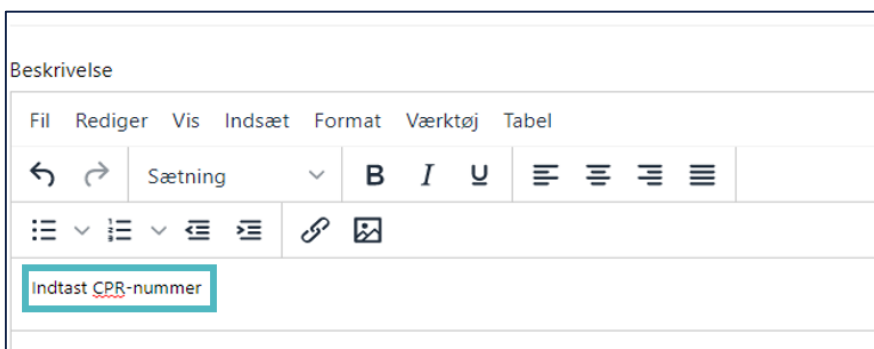 Beskrivelse
Fil Rediger Vis Indsæt Format Værktøj Tabel
Sætning B I U
Indtast CPR-nummer